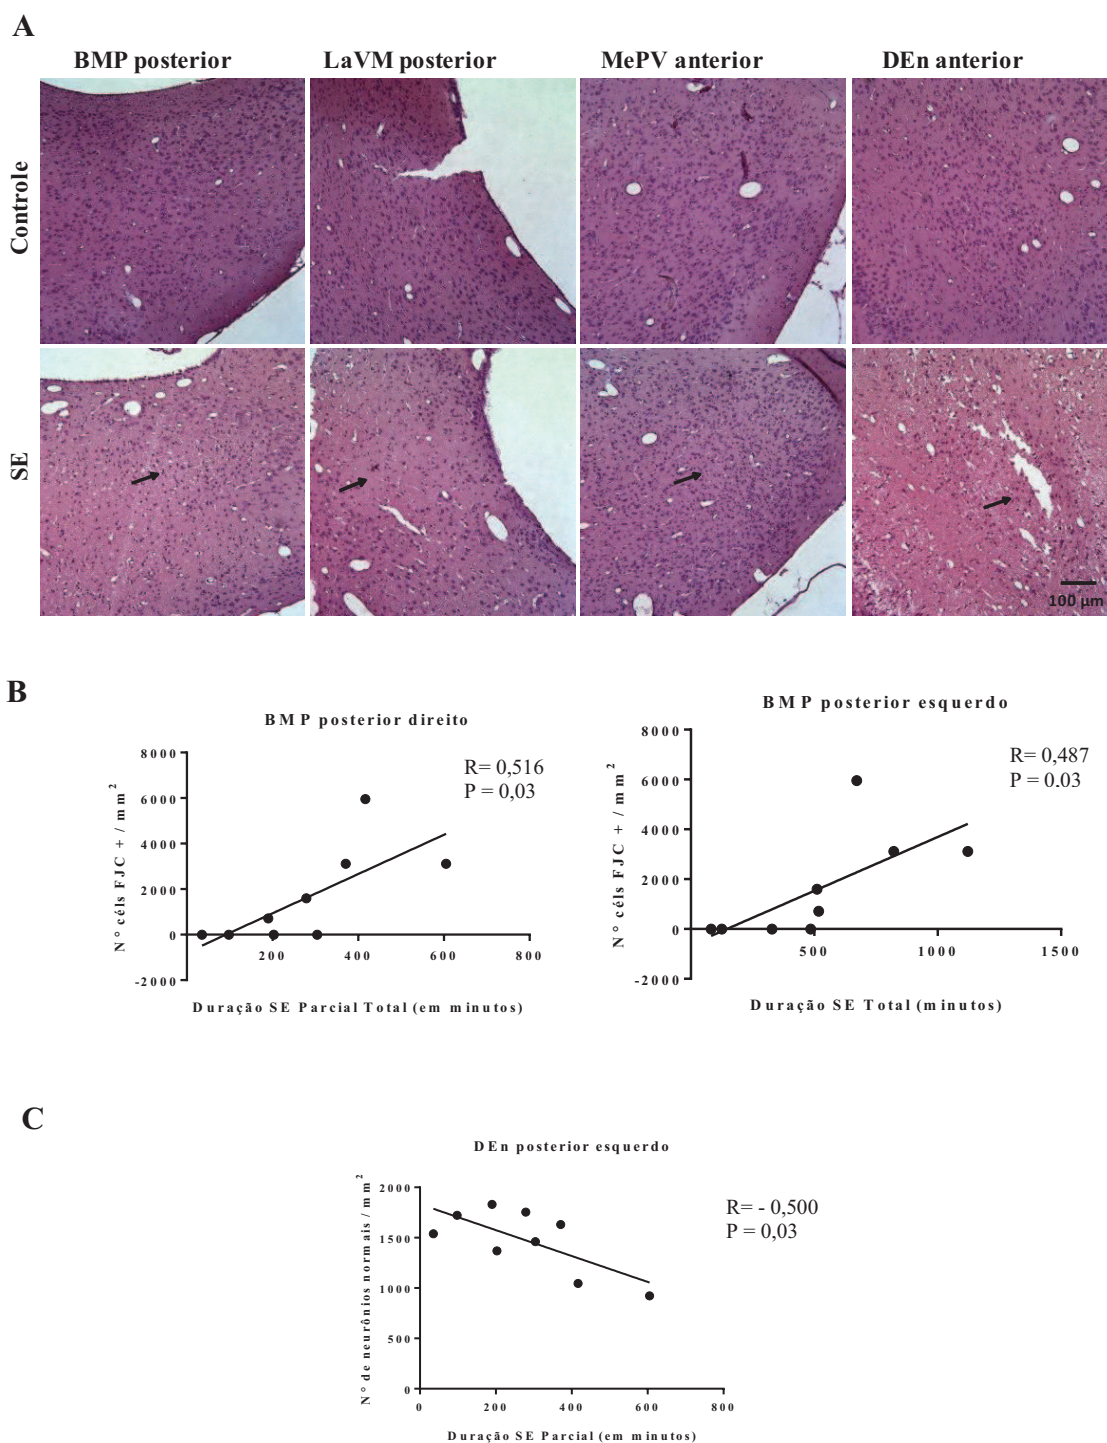 A
BMP posterior
LaVM posterior
MePV anterior
DEn anterior
Controle
SE
100 µm
B
BMP posterior direito
R= 0,516
P = 0,03
N° céls FJC + / mm²
8000
6000
4000
2000
0
-2000
200
400
600
800
Duração SE Parcial Total (em minutos)
BMP posterior esquerdo
R= 0,487
P = 0.03
N° céls FJC + / mm²
8000
6000
4000
2000
0
-2000
500
1000
1500
Duração SE Total (minutos)
C
DEn posterior esquerdo
R= - 0,500
P = 0,03
N° de neurônios normais / mm²
2000
1500
1000
500
0
0
200
400
600
800
Duração SE Parcial (em minutos)